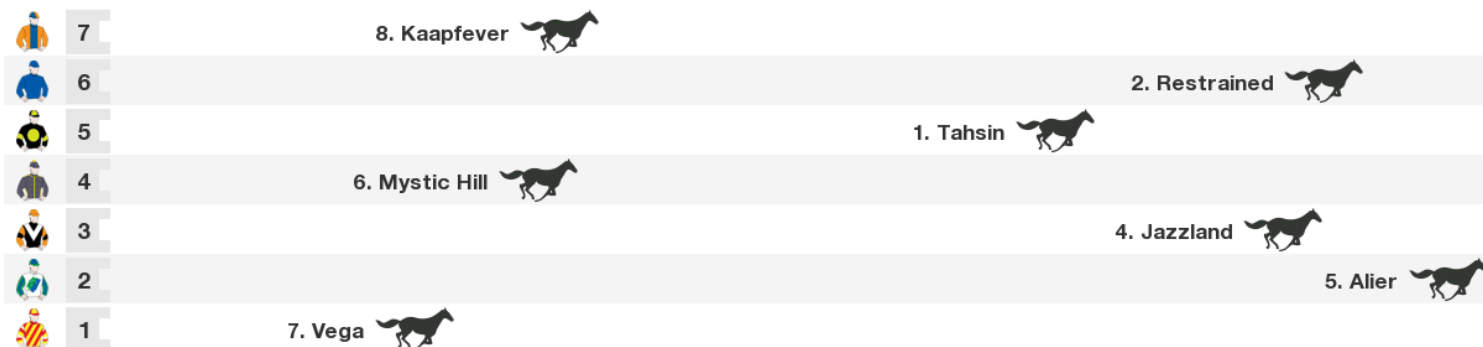 7 8. Kaapfever
6 2. Restrained
5 1. Tahsin
4 6. Mystic Hill
3 4. Jazzland
2 5. Alier
1 7. Vega